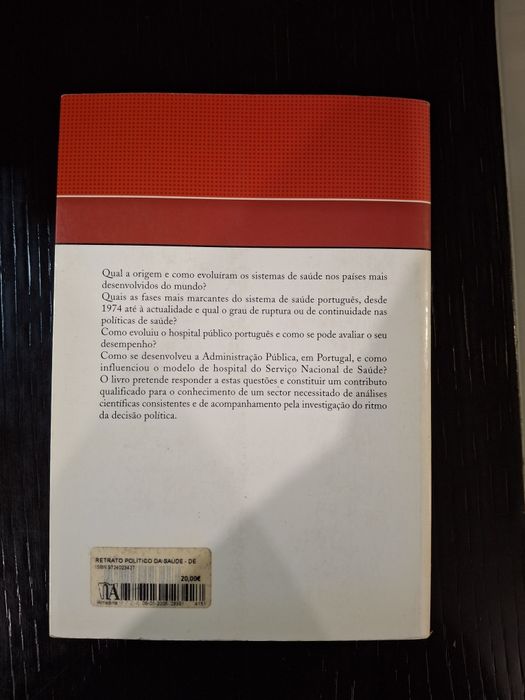 Qual a origem e como evoluíram os sistemas de saúde nos países mais
desenvolvidos do mundo?
Quais as fases mais marcantes do sistema de saúde português, desde
1974 até à actualidade e qual o grau de ruptura ou de continuidade nas
políticas de saúde?
Como evoluiu o hospital público português e como se pode avaliar o seu
desempenho?
Como se desenvolveu a Administração Pública, em Portugal, e como
influenciou o modelo de hospital do Serviço Nacional de Saúde?
O livro pretende responder a estas questões e constituir um contributo
qualificado para o conhecimento de um sector necessitado de análises
científicas consistentes e de acompanhamento pela investigação do ritmo
da decisão política.
RETRATO POLITICO DA SAUDE - DE
ISBN 9724023427
20,00€
Almedina